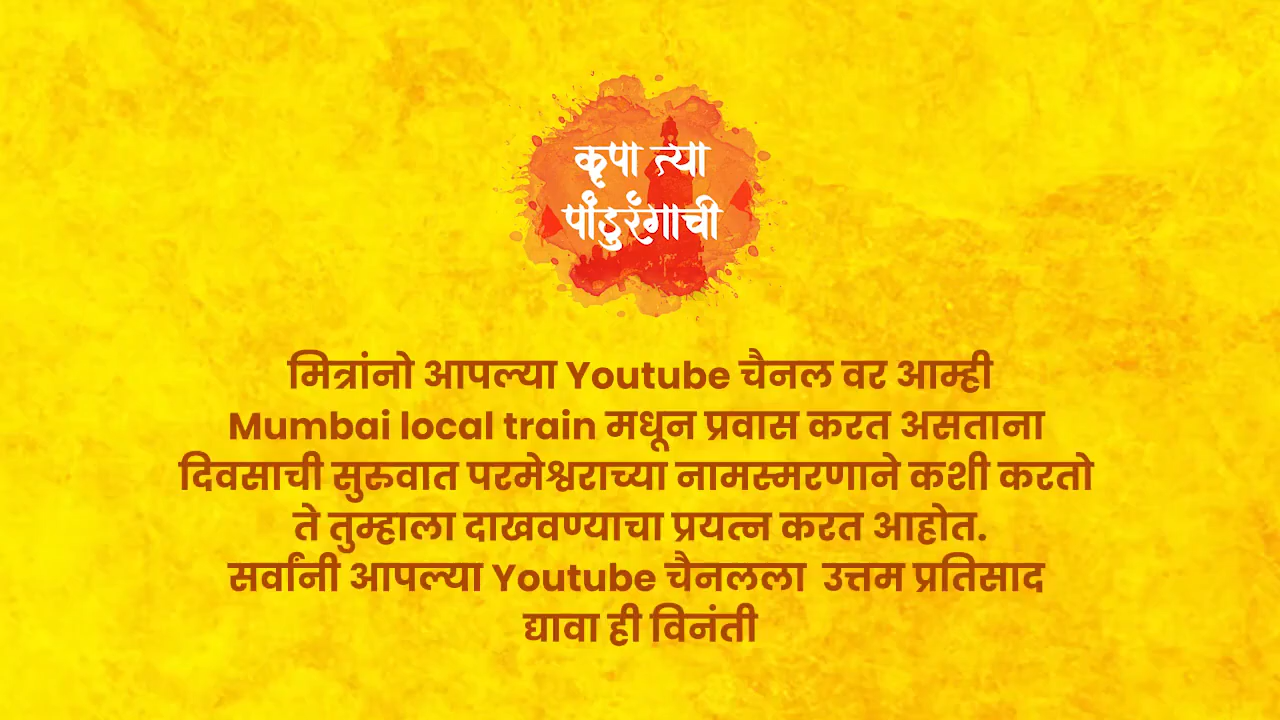 कृपा त्या
पांडुरंगाची
मित्रांनो आपल्या Youtube चैनल वर आम्ही
Mumbai local train मधून प्रवास करत असताना
दिवसाची सुरुवात परमेश्वराच्या नामस्मरणाने कशी करतो
ते तुम्हाला दाखवण्याचा प्रयत्न करत आहोत.
सर्वांनी आपल्या Youtube चैनलला उत्तम प्रतिसाद
द्यावा ही विनंती